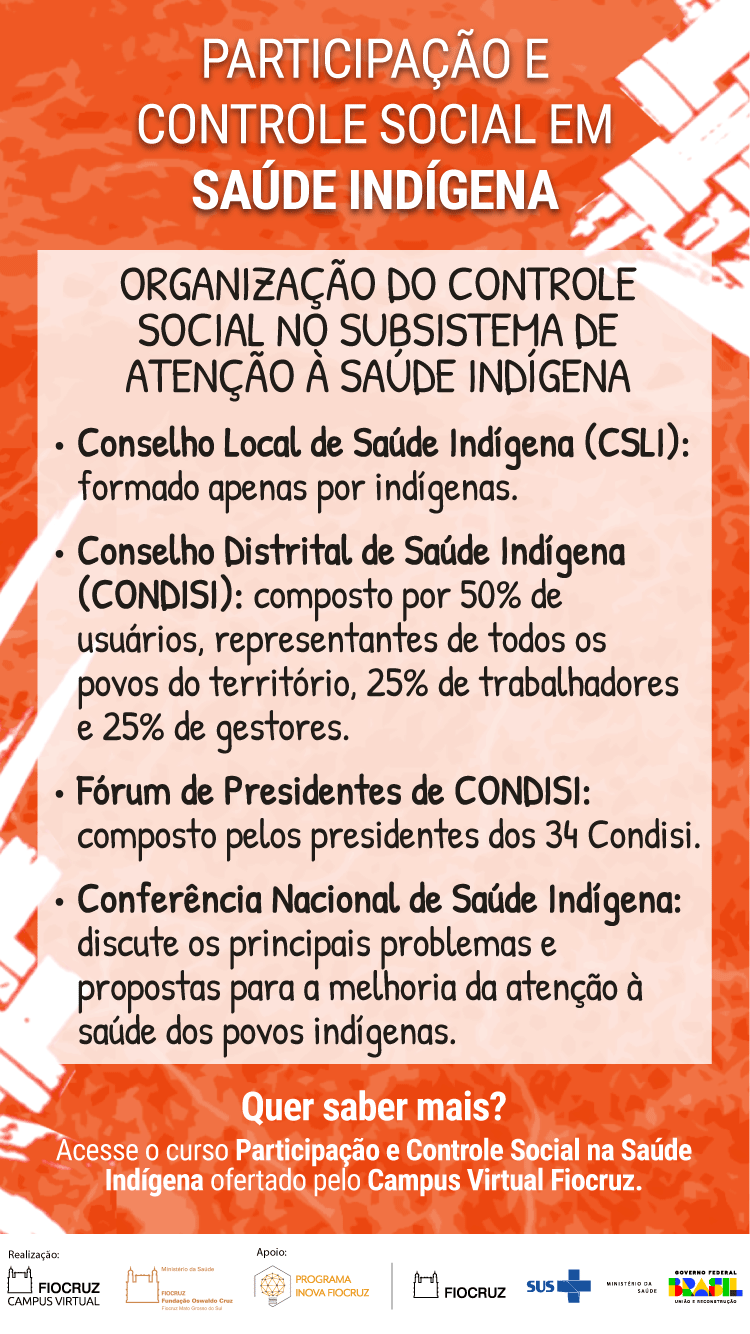 PARTICIPAÇÃO E
CONTROLE SOCIAL EM
SAÚDE INDÍGENA
ORGANIZAÇÃO DO CONTROLE
SOCIAL NO SUBSISTEMA DE
ATENÇÃO À SAÚDE INDÍGENA
• Conselho Local de Saúde Indígena (CSLI):
formado apenas por indígenas.
• Conselho Distrital de Saúde Indígena
(CONDISI): composto por 50% de
usuários, representantes de todos os
povos do território, 25% de trabalhadores
e 25% de gestores.
• Fórum de Presidentes de CONDISI:
composto pelos presidentes dos 34 Condisi.
• Conferência Nacional de Saúde Indígena:
discute os principais problemas e
propostas para a melhoria da atenção à
saúde dos povos indígenas.
Quer saber mais?
Acesse o curso Participação e Controle Social na Saúde
Indígena ofertado pelo Campus Virtual Fiocruz.
Realização:
FIOCRUZ
CAMPUS VIRTUAL
Ministério da Saúde
FIOCRUZ
Fundação Oswaldo Cruz
Fiocruz Mato Grosso do Sul
Apoio:
PROGRAMA
INOVA FIOCRUZ
FIOCRUZ
SUS
MINISTÉRIO DA
SAÚDE
GOVERNO FEDERAL
BRASIL
UNIÃO E RECONSTRUÇÃO